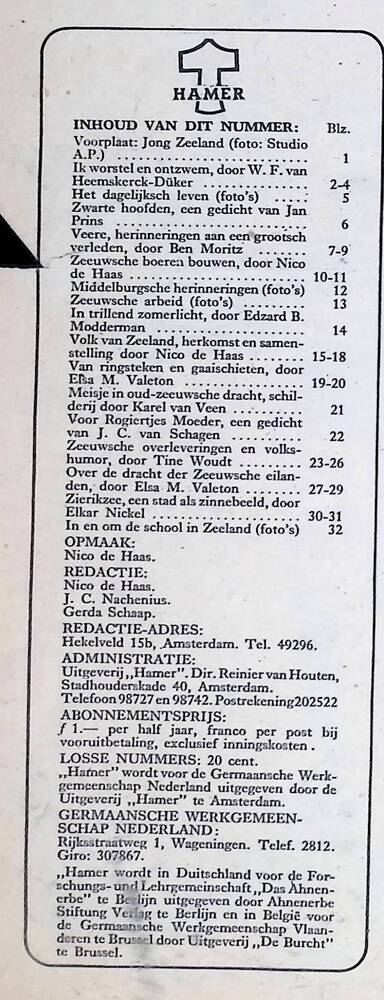 HAMER
INHOUD VAN DIT NUMMER: Blz.
Voorplaat: Jong Zeeland (foto: Studio
A.P.) .................... 1
Ik worstel en ontzwem, door W. F. van
Heemskerck-Düker ............. 2-4
Het dagelijksch leven (foto's) ..... 5
Zwarte hoofden, een gedicht van Jan
Prins .................... 6
Veere, herinneringen aan een grootsch
verleden, door Ben Moritz ....... 7-9
Zeeuwsche boeren bouwen, door Nico
de Haas .................... 10-11
Middelburgsche herinneringen (foto's) 12
Zeeuwsche arbeid (foto's) ........ 13
In trillend zomerlicht, door Edzard B.
Modderman .................... 14
Volk van Zeeland, herkomst en samen-
stelling door Nico de Haas ........ 15-18
Van ringsteken en gaaischieten, door
Elsa M. Valeton ................ 19-20
Meisje in oud-zeeuwsche dracht, schil-
derij door Karel van Veen ........ 21
Voor Rogiertjes Moeder, een gedicht
van J. C. van Schagen .......... 22
Zeeuwsche overleveringen en volks-
humor, door Tine Woudt ........ 23-26
Over de dracht der Zeeuwsche eilan-
den, door Elsa M. Valeton ........ 27-29
Zierikzee, een stad als zinnebeeld, door
Elkar Nickel .................... 30-31
In en om de school in Zeeland (foto's) 32
OPMAAK:
Nico de Haas.
REDACTIE:
Nico de Haas.
J. C. Nachenius.
Gerda Schaap.
REDACTIE-ADRES:
Hekelveld 15b, Amsterdam. Tel. 49296.
ADMINISTRATIE:
Uitgeverij „Hamer". Dir. Reinier van Houten,
Stadhouderskade 40, Amsterdam.
Telefoon 98727 en 98742. Postrekening 202522
ABONNEMENTSPRIJS:
ƒ 1.— per half jaar, franco per post bij
vooruitbetaling, exclusief inningskosten.
LOSSE NUMMERS: 20 cent.
„Hamer" wordt voor de Germaansche Werk-
gemeenschap Nederland uitgegeven door de
Uitgeverij „Hamer" te Amsterdam.
GERMAANSCHE WERKGEMEEN-
SCHAP NEDERLAND:
Rijksstraatweg 1, Wageningen. Telef. 2812.
Giro: 307867.
„Hamer wordt in Duitschland voor de For-
schungs- und Lehrgemeinschaft „Das Ahnen-
erbe" te Berlijn uitgegeven door Ahnenerbe
Stiftung Verlag te Berlijn en in België voor
de Germaansche Werkgemeenschap Vlaan-
deren te Brussel door Uitgeverij „De Burcht"
te Brussel.